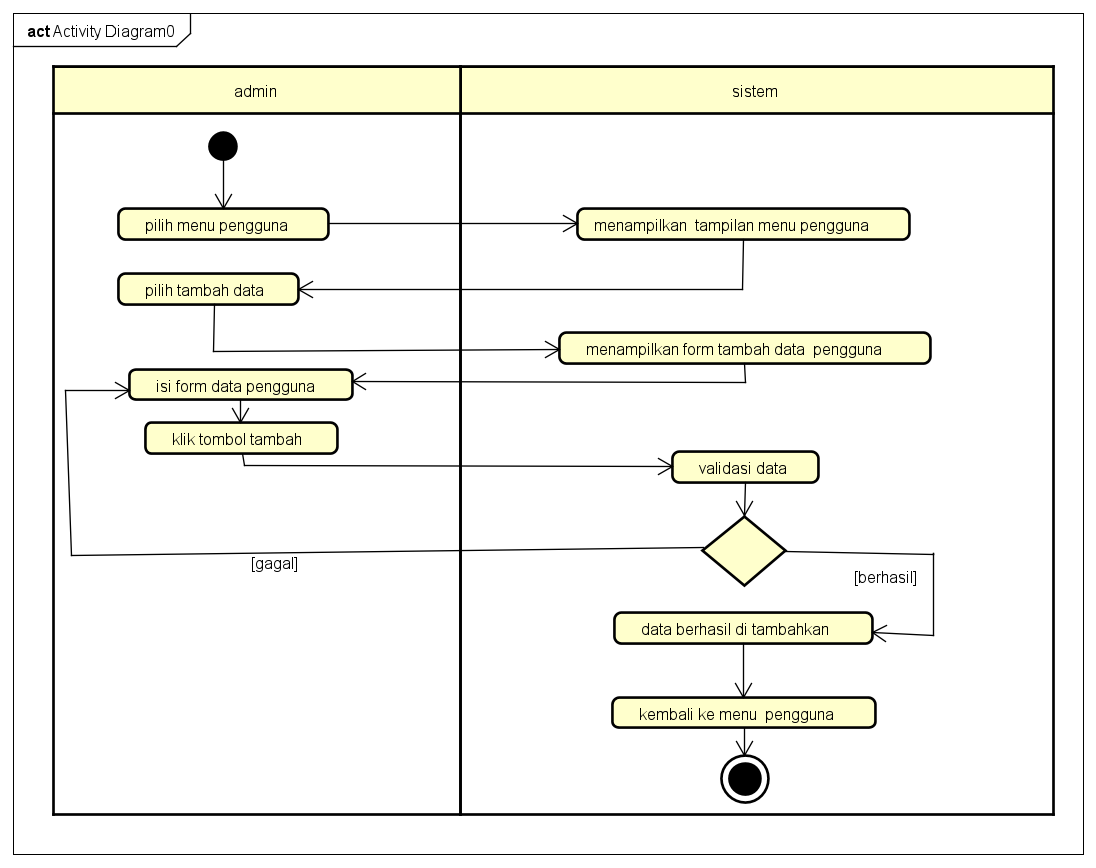 act Activity Diagram0
admin
sistem
pilih menu pengguna
menampilkan tampilan menu pengguna
pilih tambah data
menampilkan form tambah data pengguna
isi form data pengguna
klik tombol tambah
validasi data
[gagal]
[berhasil]
data berhasil di tambahkan
kembali ke menu pengguna